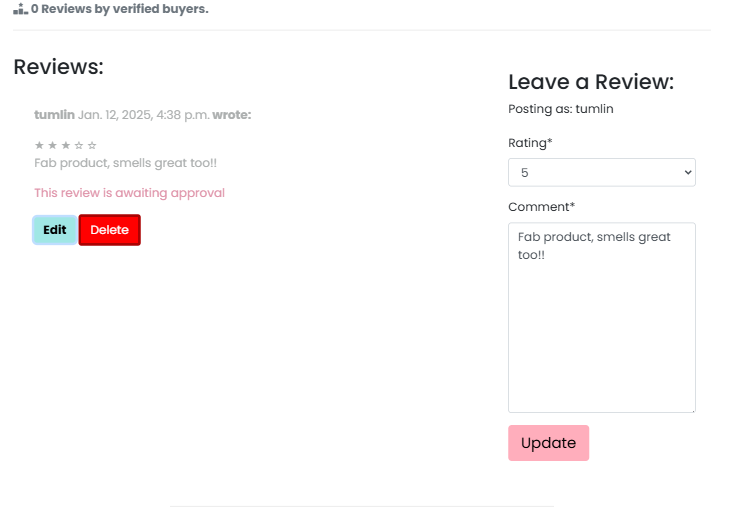 0 Reviews by verified buyers.
Reviews:
tumlin Jan. 12, 2025, 4:38 p.m. wrote:
★ ★ ★ ☆ ☆
Fab product, smells great too!!
This review is awaiting approval
Edit Delete
Leave a Review:
Posting as: tumlin
Rating*
5
Comment*
Fab product, smells great
too!!
Update